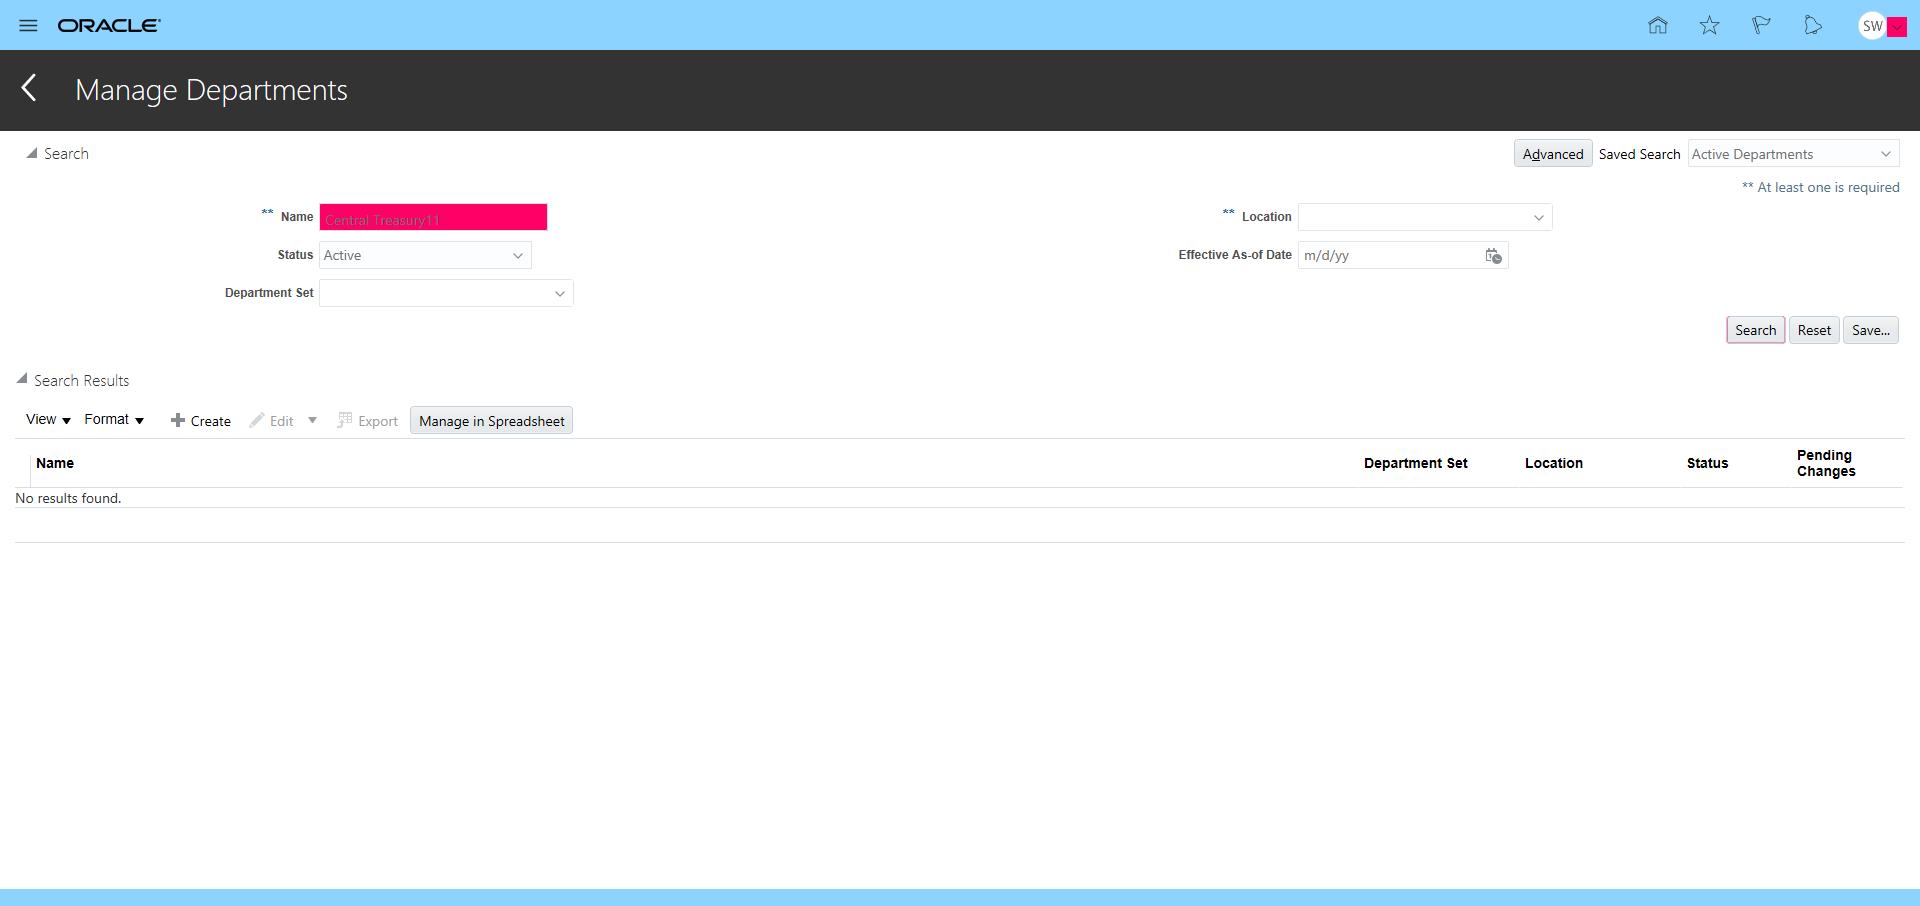 ORACLE
SW
Manage Departments
Search
Advanced Saved Search Active Departments
** At least one is required
** Name Central Treasury11
** Location
Status Active
Effective As-of Date m/d/yy
Department Set
Search Reset Save...
Search Results
View Format Create Edit Export Manage in Spreadsheet
Name Department Set Location Status Pending Changes
No results found.